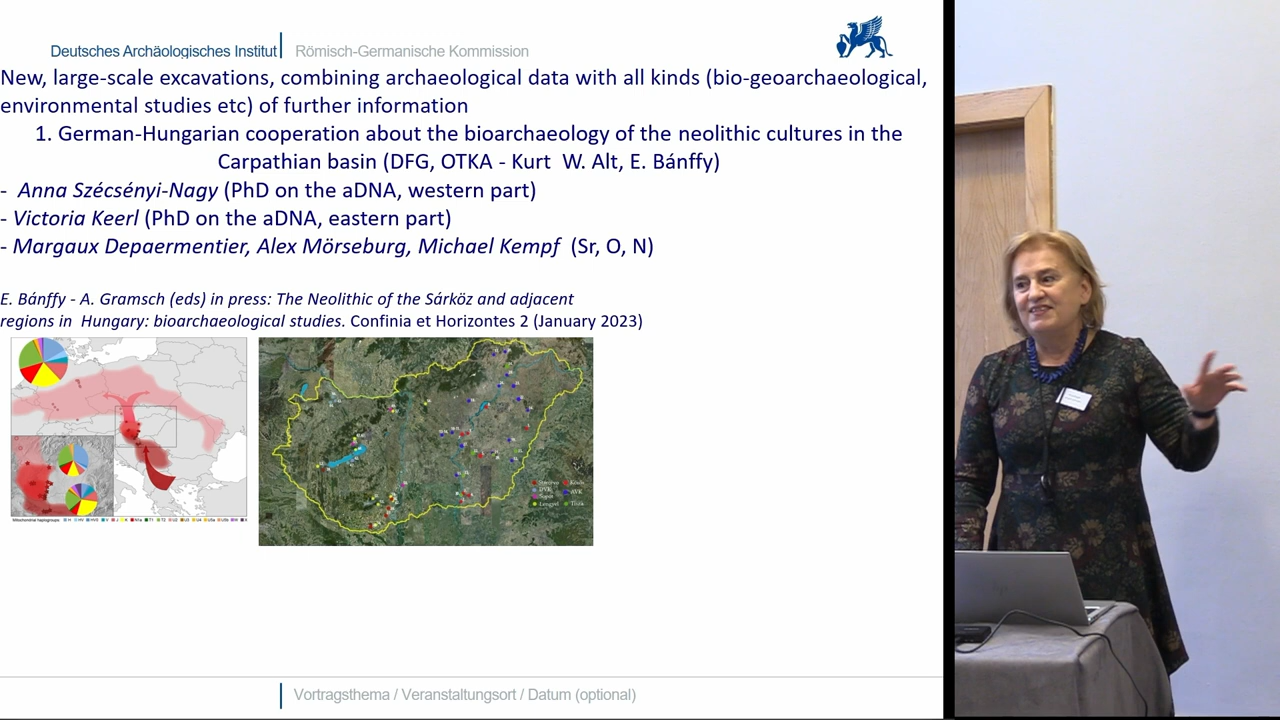 Deutsches Archäologisches Institut Römisch-Germanische Kommission
New, large-scale excavations, combining archaeological data with all kinds (bio-geoarchaeological,
environmental studies etc) of further information
1. German-Hungarian cooperation about the bioarchaeology of the neolithic cultures in the
Carpathian basin (DFG, OTKA - Kurt W. Alt, E. Bánffy)
- Anna Szécsényi-Nagy (PhD on the aDNA, western part)
- Victoria Keerl (PhD on the aDNA, eastern part)
- Margaux Depaermentier, Alex Mörseburg, Michael Kempf (Sr, O, N)
E. Bánffy - A. Gramsch (eds) in press: The Neolithic of the Sárköz and adjacent
regions in Hungary: bioarchaeological studies. Confinia et Horizontes 2 (January 2023)
Mitochondrial haplogroups:
Vortragsthema / Veranstaltungsort / Datum (optional)